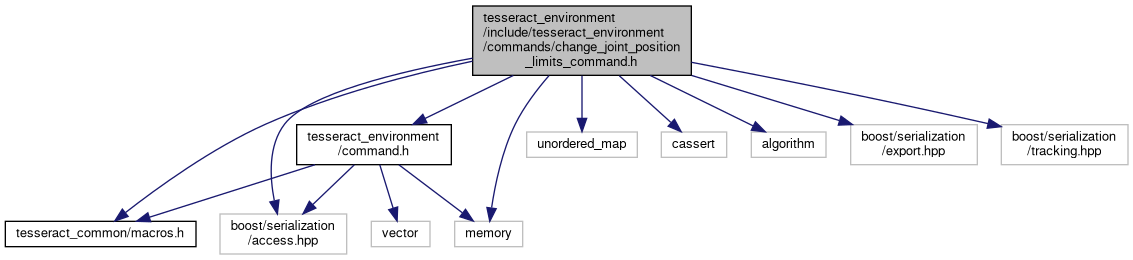 tesseract_environment
/include/tesseract_environment
/commands/change_joint_position
_limits_command.h
tesseract_environment
/command.h
unordered_map
cassert
algorithm
boost/serialization
/export.hpp
boost/serialization
/tracking.hpp
tesseract_common/macros.h
boost/serialization
/access.hpp
vector
memory